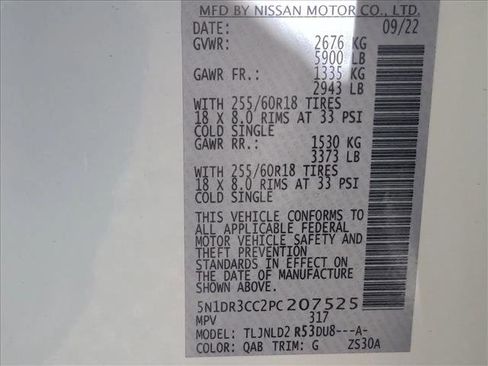 MFD BY NISSAN MOTOR CO., LTD.
DATE: 09/22
GVWR: 2676 KG
5900 LB
GAWR FR.: 1335 KG
2943 LB
WITH 255/60R18 TIRES
18 X 8.0 RIMS AT 33 PSI
COLD SINGLE
GAWR RR.: 1530 KG
3373 LB
WITH 255/60R18 TIRES
18 X 8.0 RIMS AT 33 PSI
COLD SINGLE
THIS VEHICLE CONFORMS TO
ALL APPLICABLE FEDERAL
MOTOR VEHICLE SAFETY AND
THEFT PREVENTION
STANDARDS IN EFFECT ON
THE DATE OF MANUFACTURE
SHOWN ABOVE.
5N1DR3CC2PC207525
MPV 317
MODEL: TLJNLD2 R53DU8---A-
COLOR: QAB TRIM: G ZS30A